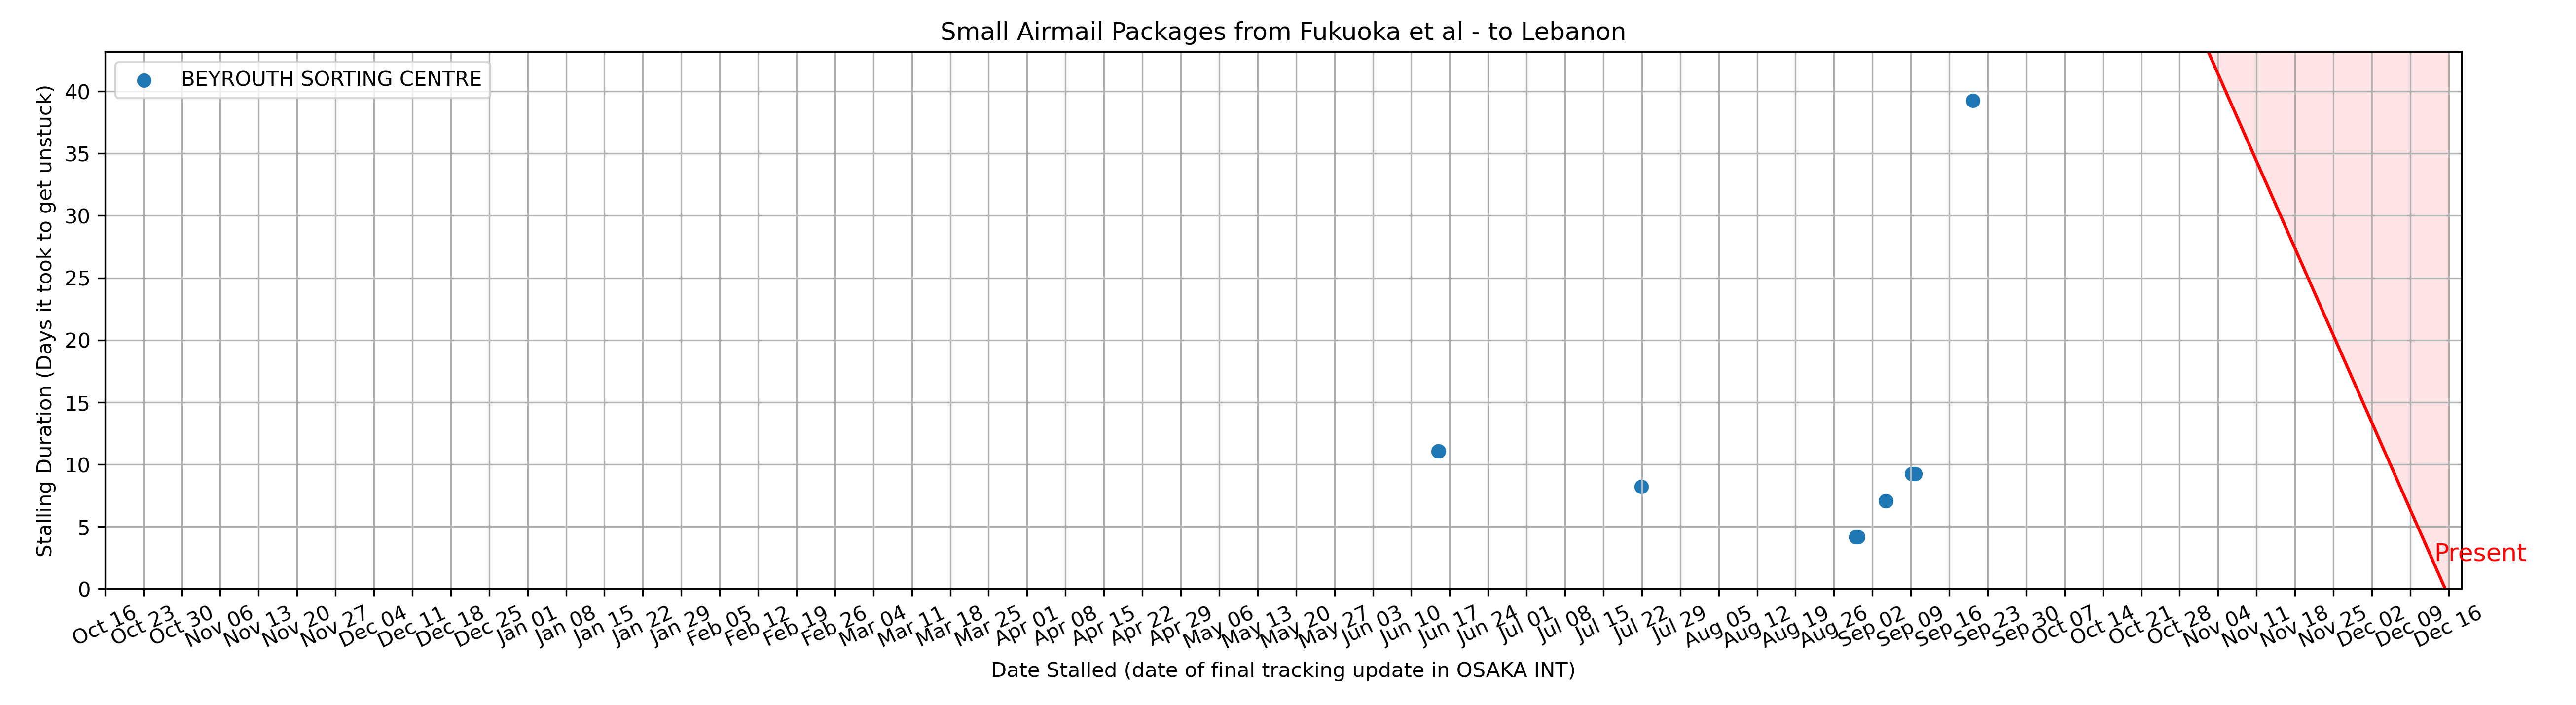 Small Airmail Packages from Fukuoka et al - to Lebanon
BEYROUTH SORTING CENTRE
Stalling Duration (Days it took to get unstuck)
40
35
30
25
20
15
10
5
0
Present
Oct 16
Oct 23
Oct 30
Nov 06
Nov 13
Nov 20
Nov 27
Dec 04
Dec 11
Dec 18
Dec 25
Jan 01
Jan 08
Jan 15
Jan 22
Jan 29
Feb 05
Feb 12
Feb 19
Feb 26
Mar 04
Mar 11
Mar 18
Mar 25
Apr 01
Apr 08
Apr 15
Apr 22
Apr 29
May 06
May 13
May 20
May 27
Jun 03
Jun 10
Jun 17
Jun 24
Jul 01
Jul 08
Jul 15
Jul 22
Jul 29
Aug 05
Aug 12
Aug 19
Aug 26
Sep 02
Sep 09
Sep 16
Sep 23
Sep 30
Oct 07
Oct 14
Oct 21
Oct 28
Nov 04
Nov 11
Nov 18
Nov 25
Dec 02
Dec 09
Dec 16
Date Stalled (date of final tracking update in OSAKA INT)